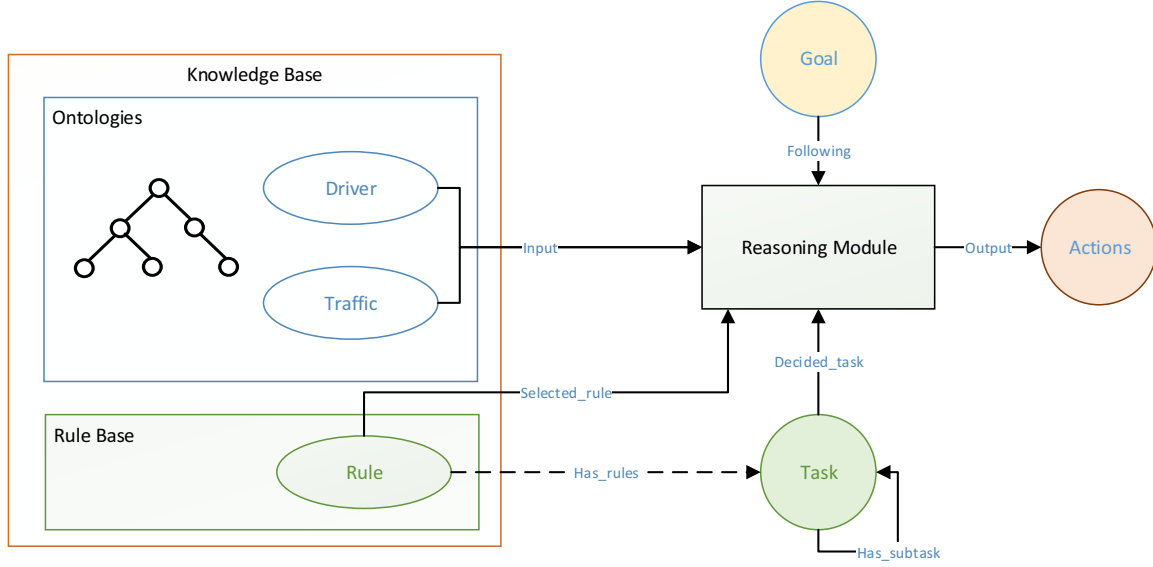 Goal
Knowledge Base
Ontologies
Following
Driver
Input
Reasoning Module
Output
Actions
Traffic
Decided_task
Selected_rule
Rule Base
Rule
Has_rules
Task
Has_subtask